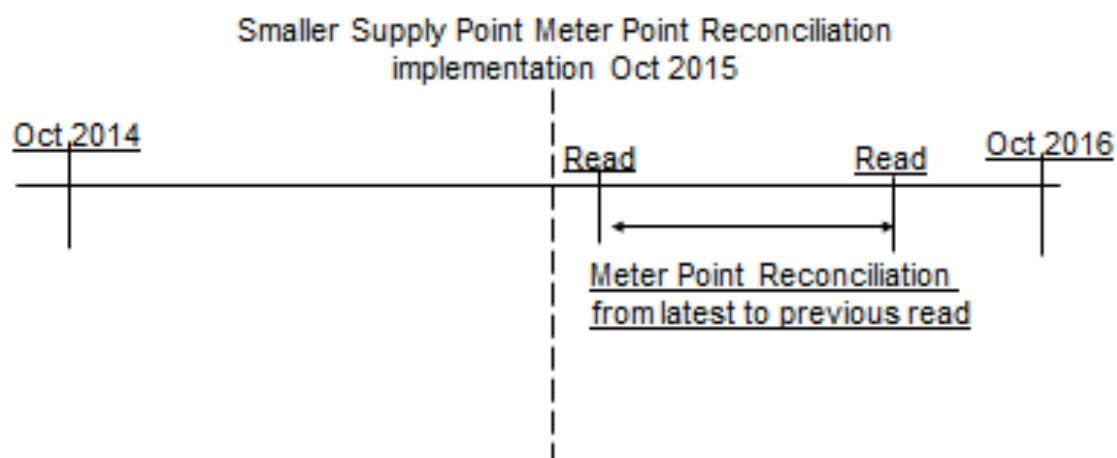 Smaller Supply Point Meter Point Reconciliation
implementation Oct 2015
Oct 2014
Read
Read
Oct 2016
Meter Point Reconciliation
from latest to previous read